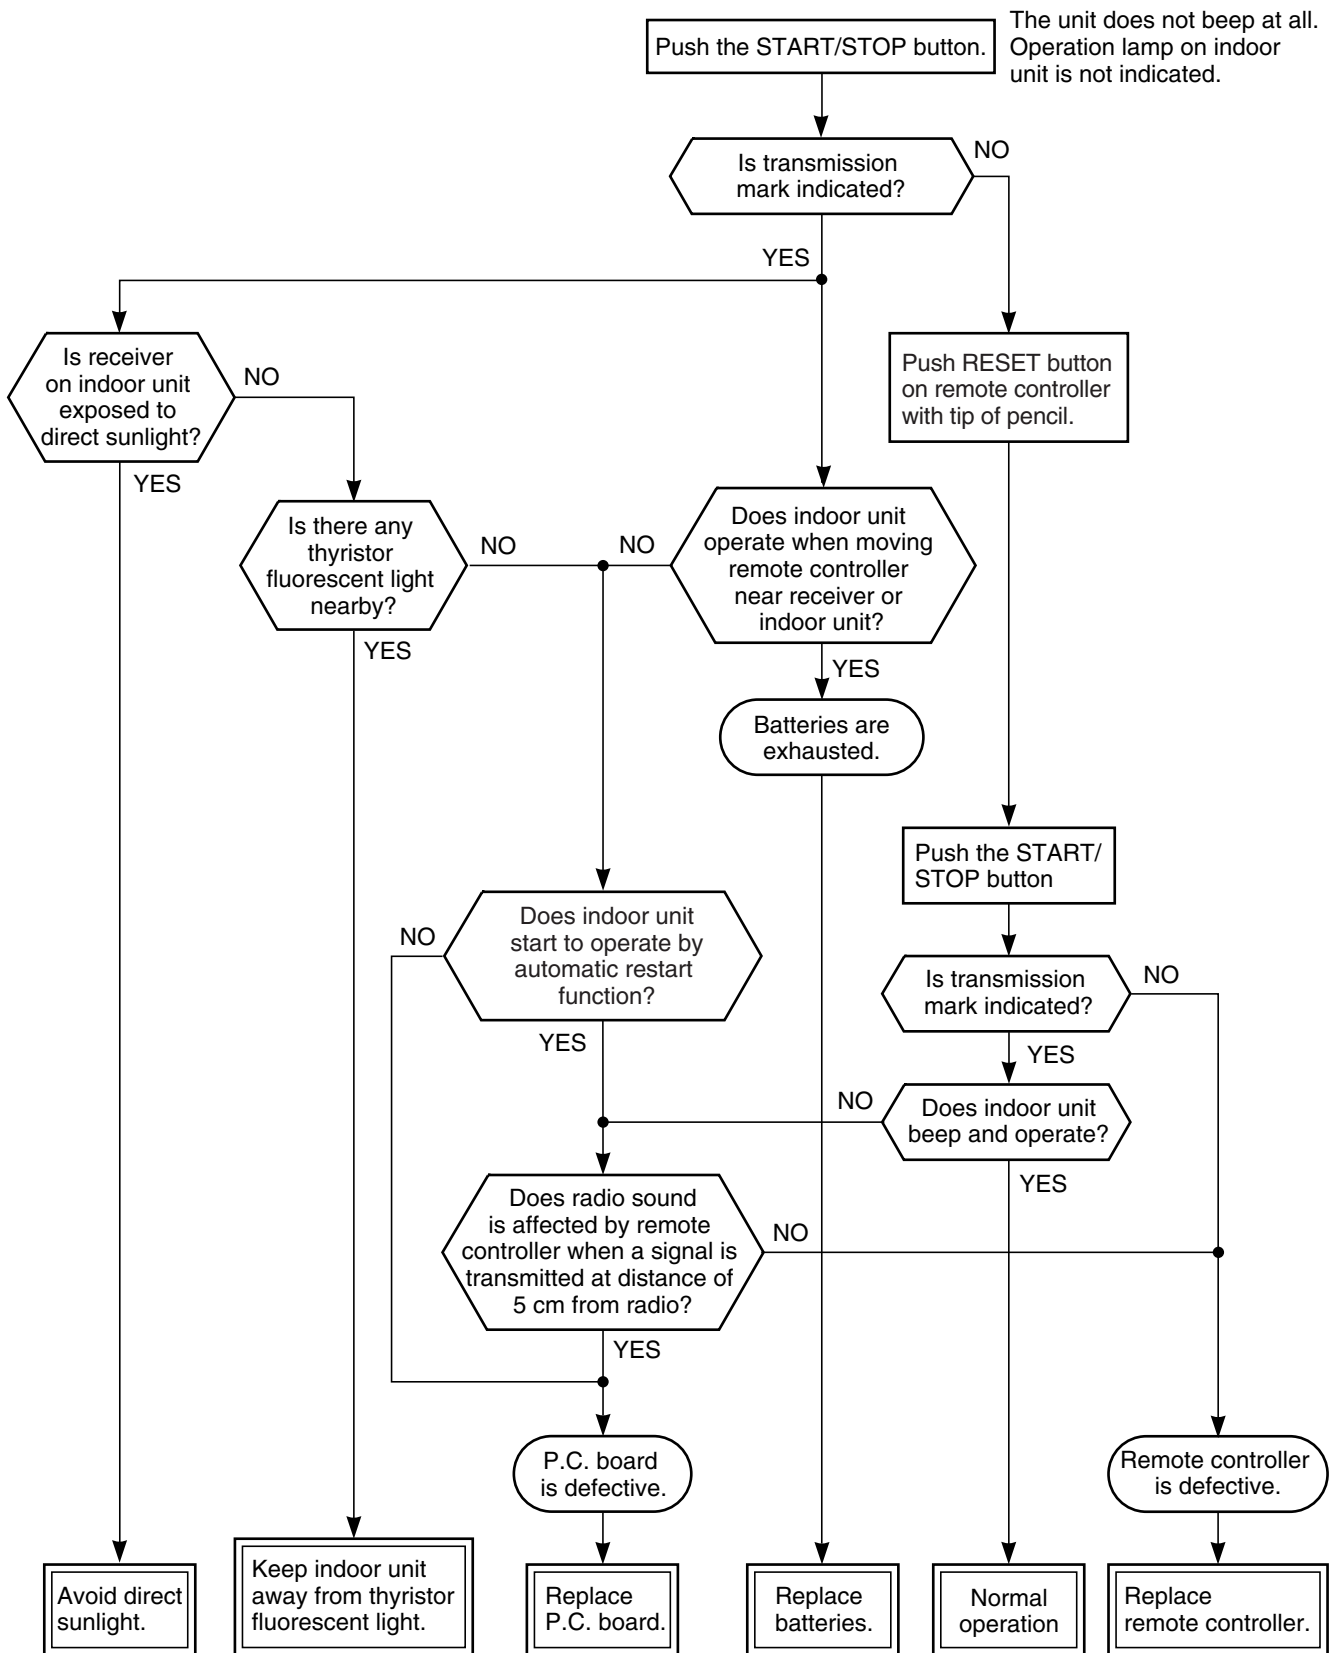 Push the START/STOP button.
The unit does not beep at all.
Operation lamp on indoor
unit is not indicated.
Is transmission
mark indicated?
NO
YES
Is receiver
on indoor unit
exposed to
direct sunlight?
NO
YES
Push RESET button
on remote controller
with tip of pencil.
Is there any
thyristor
fluorescent light
nearby?
NO
YES
NO
Does indoor unit
operate when moving
remote controller
near receiver or
indoor unit?
YES
Batteries are
exhausted.
Push the START/
STOP button
NO
Does indoor unit
start to operate by
automatic restart
function?
YES
Is transmission
mark indicated?
NO
YES
NO
Does indoor unit
beep and operate?
YES
Does radio sound
is affected by remote
controller when a signal is
transmitted at distance of
5 cm from radio?
NO
YES
P.C. board
is defective.
Remote controller
is defective.
Avoid direct
sunlight.
Keep indoor unit
away from thyristor
fluorescent light.
Replace
P.C. board.
Replace
batteries.
Normal
operation
Replace
remote controller.